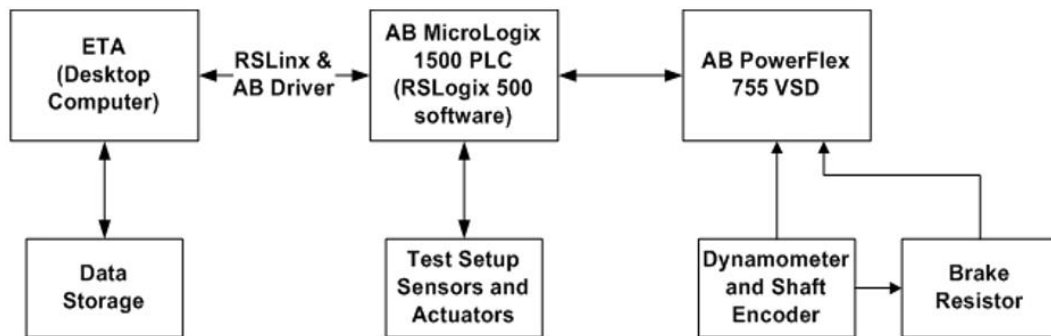 ETA
(Desktop
Computer)
RSLinx &
AB Driver
AB MicroLogix
1500 PLC
(RSLogix 500
software)
AB PowerFlex
755 VSD
Data
Storage
Test Setup
Sensors and
Actuators
Dynamometer
and Shaft
Encoder
Brake
Resistor